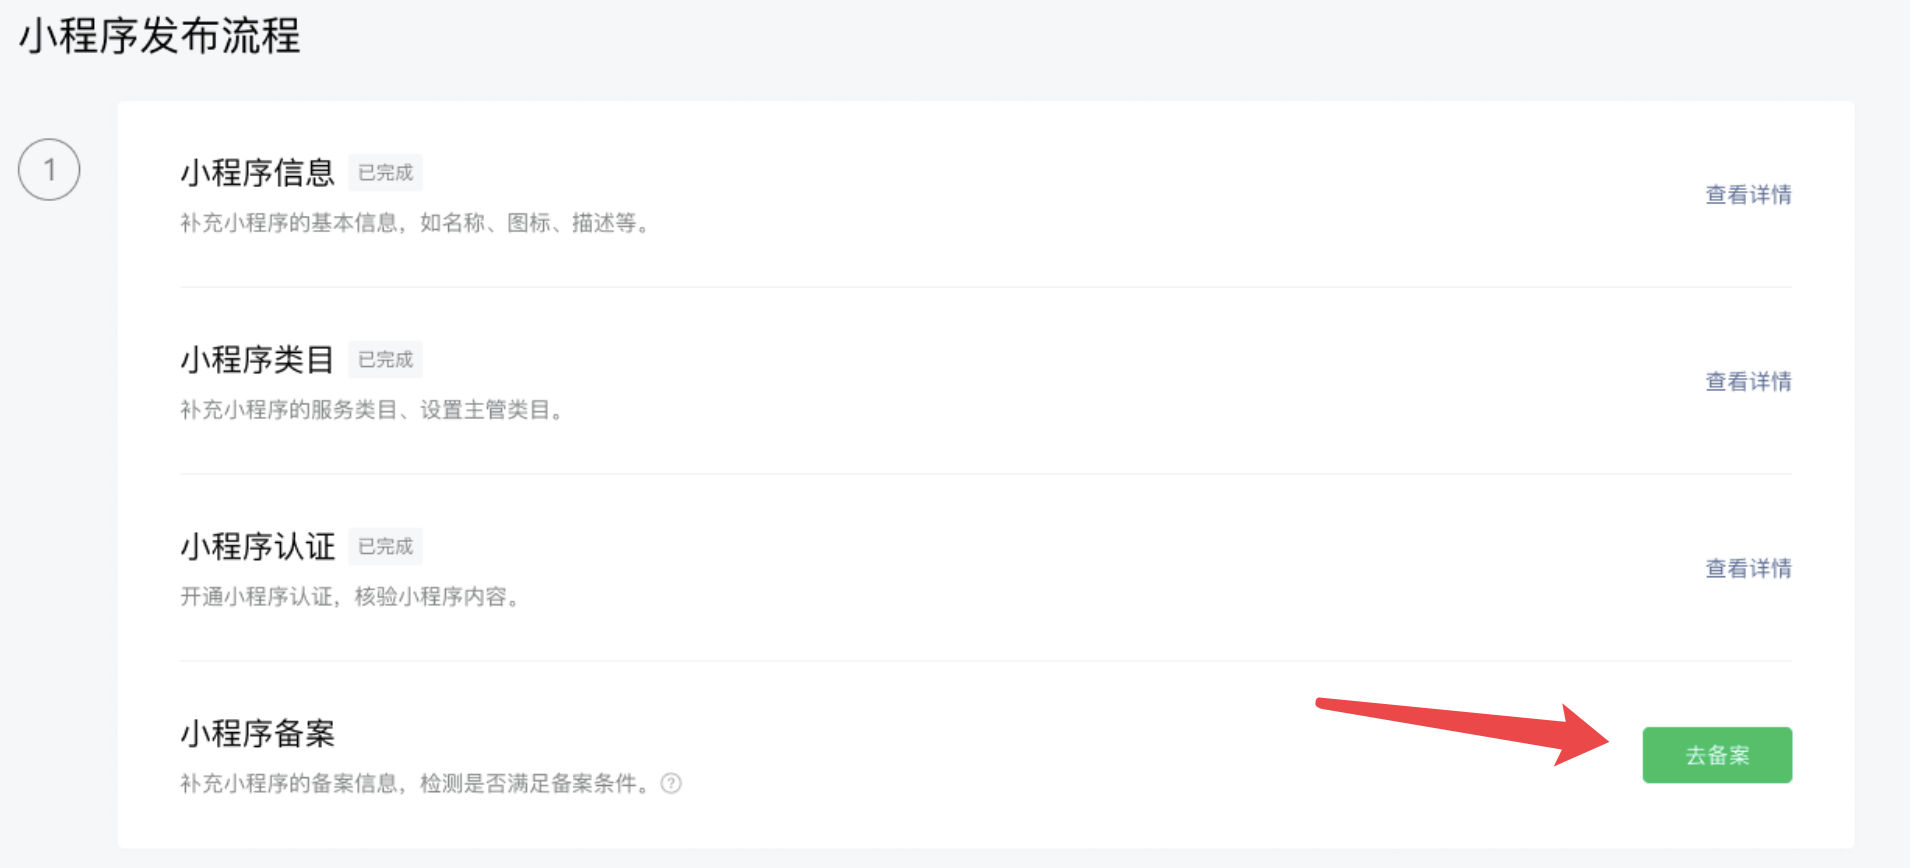 小程序发布流程
1
小程序信息 已完成
查看详情
补充小程序的基本信息，如名称、图标、描述等。
小程序类目 已完成
查看详情
补充小程序的服务类目、设置主管类目。
小程序认证 已完成
查看详情
开通小程序认证，核验小程序内容。
小程序备案
去备案
补充小程序的备案信息，检测是否满足备案条件。?